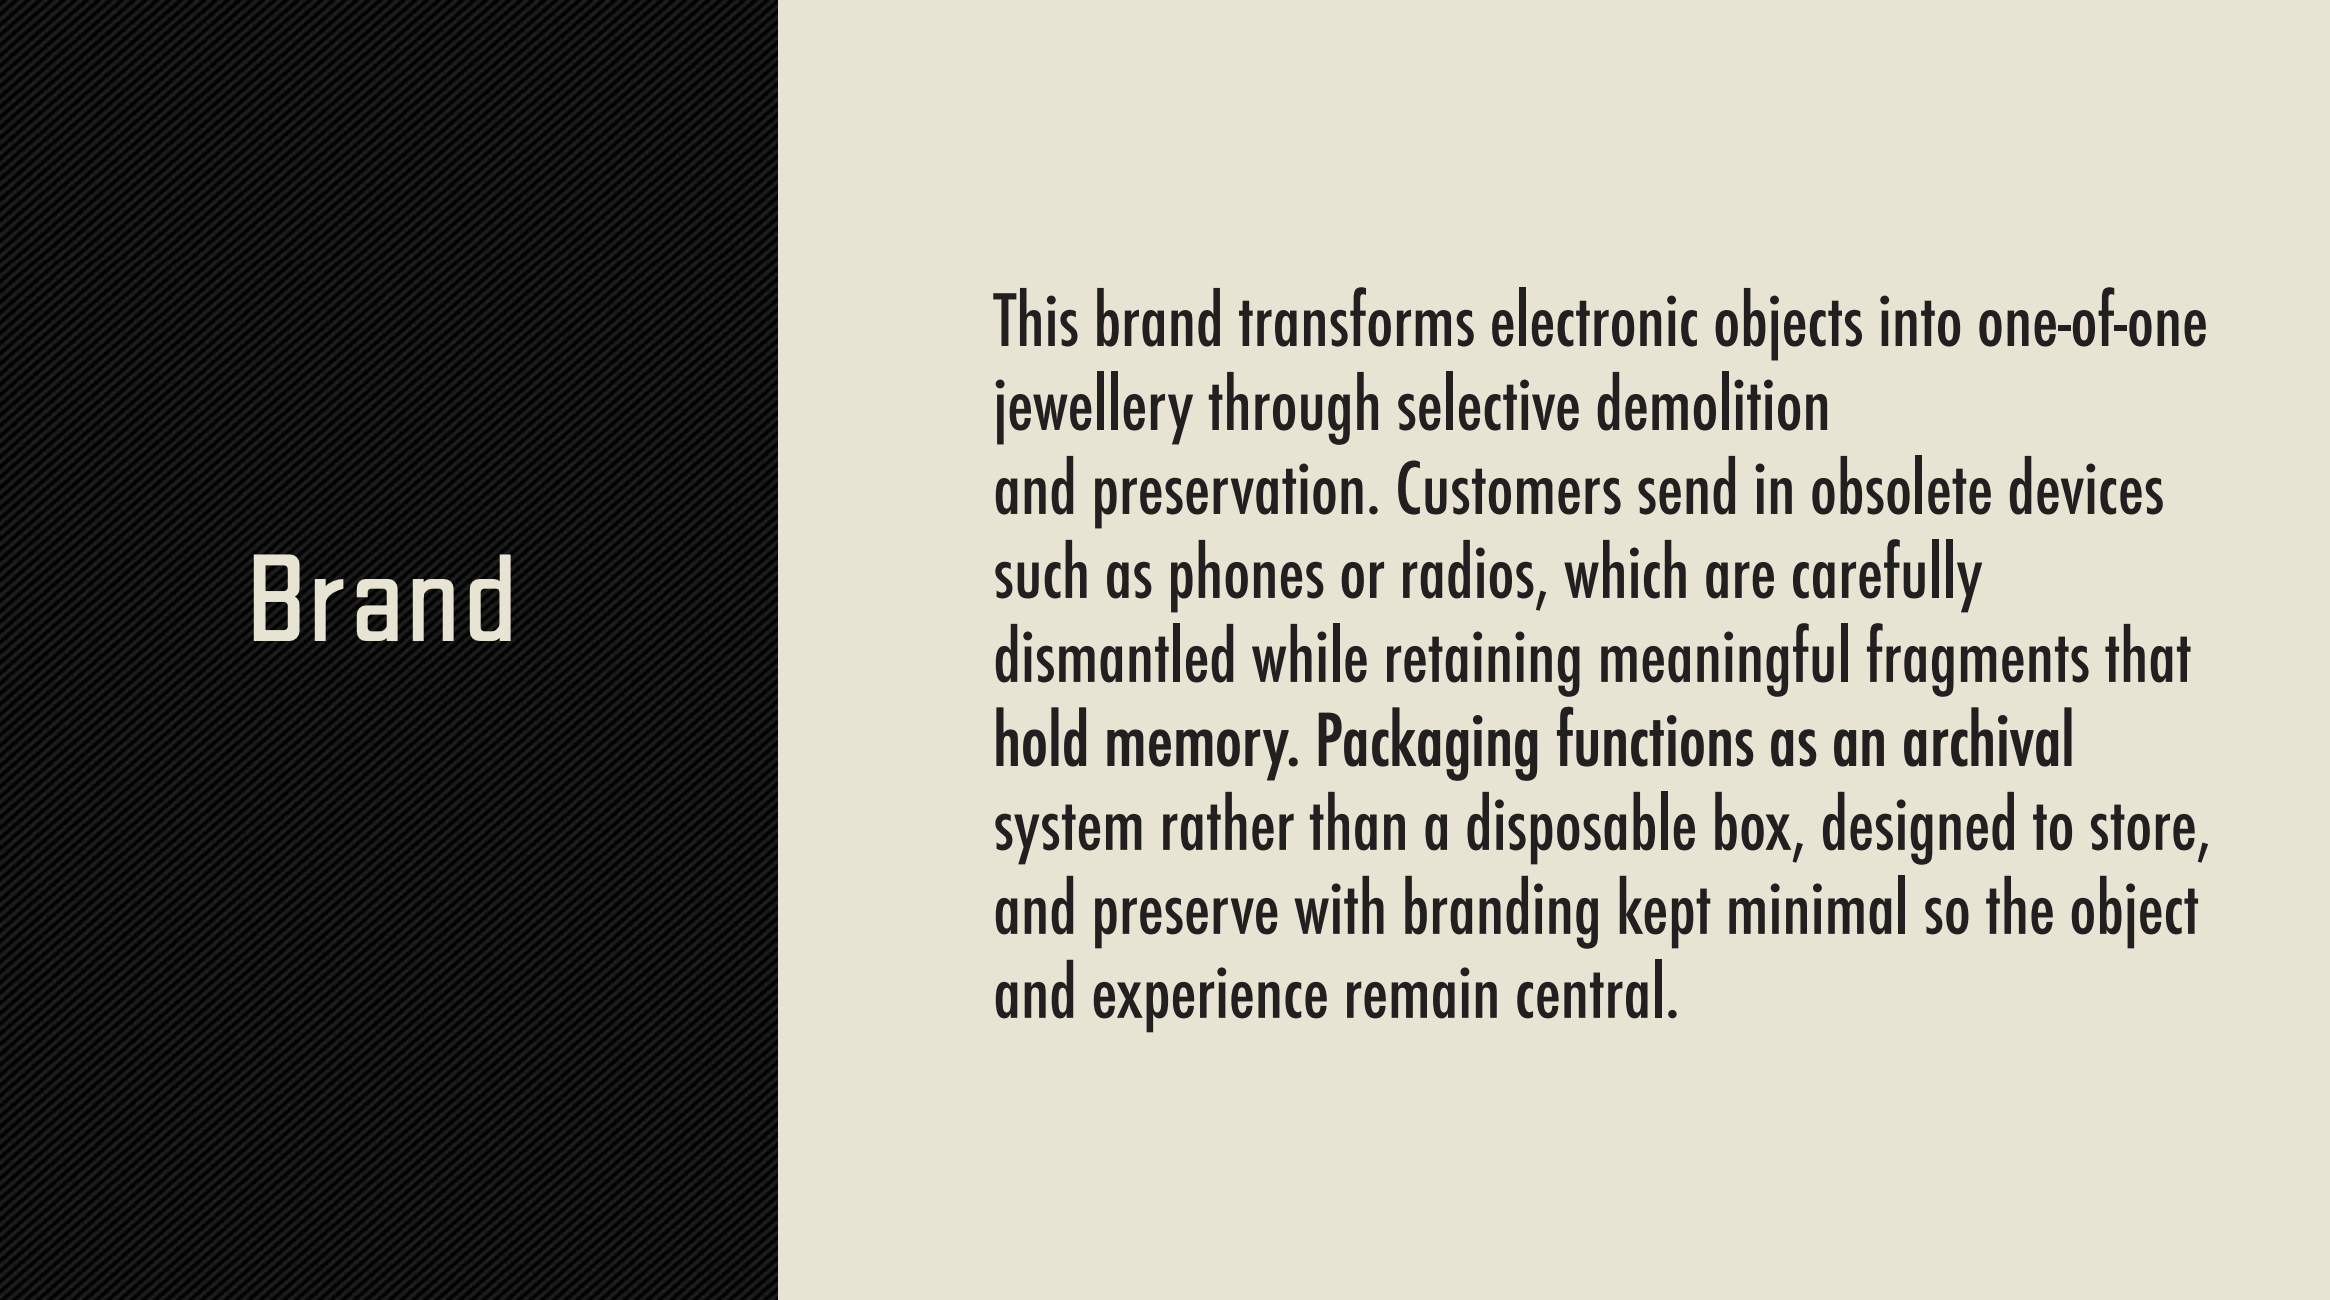 Brand
This brand transforms electronic objects into one-of-one
jewellery through selective demolition
and preservation. Customers send in obsolete devices
such as phones or radios, which are carefully
dismantled while retaining meaningful fragments that
hold memory. Packaging functions as an archival
system rather than a disposable box, designed to store,
and preserve with branding kept minimal so the object
and experience remain central.